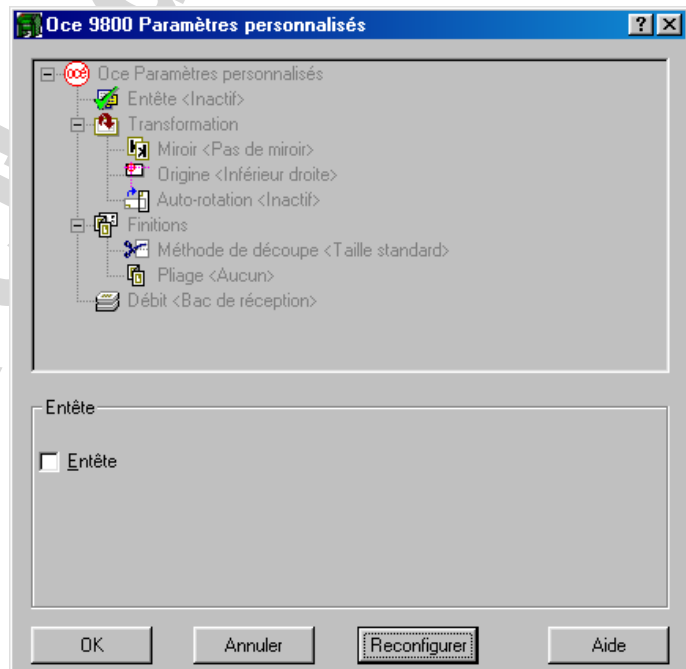 Oce 9800 Paramètres personnalisés
océ Oce Paramètres personnalisés
Entête <Inactif>
Transformation
Miroir <Pas de miroir>
Origine <Inférieur droite>
Auto-rotation <Inactif>
Finitions
Méthode de découpe <Taille standard>
Pliage <Aucun>
Débit <Bac de réception>
Entête
Entête
OK Annuler Reconfigurer Aide